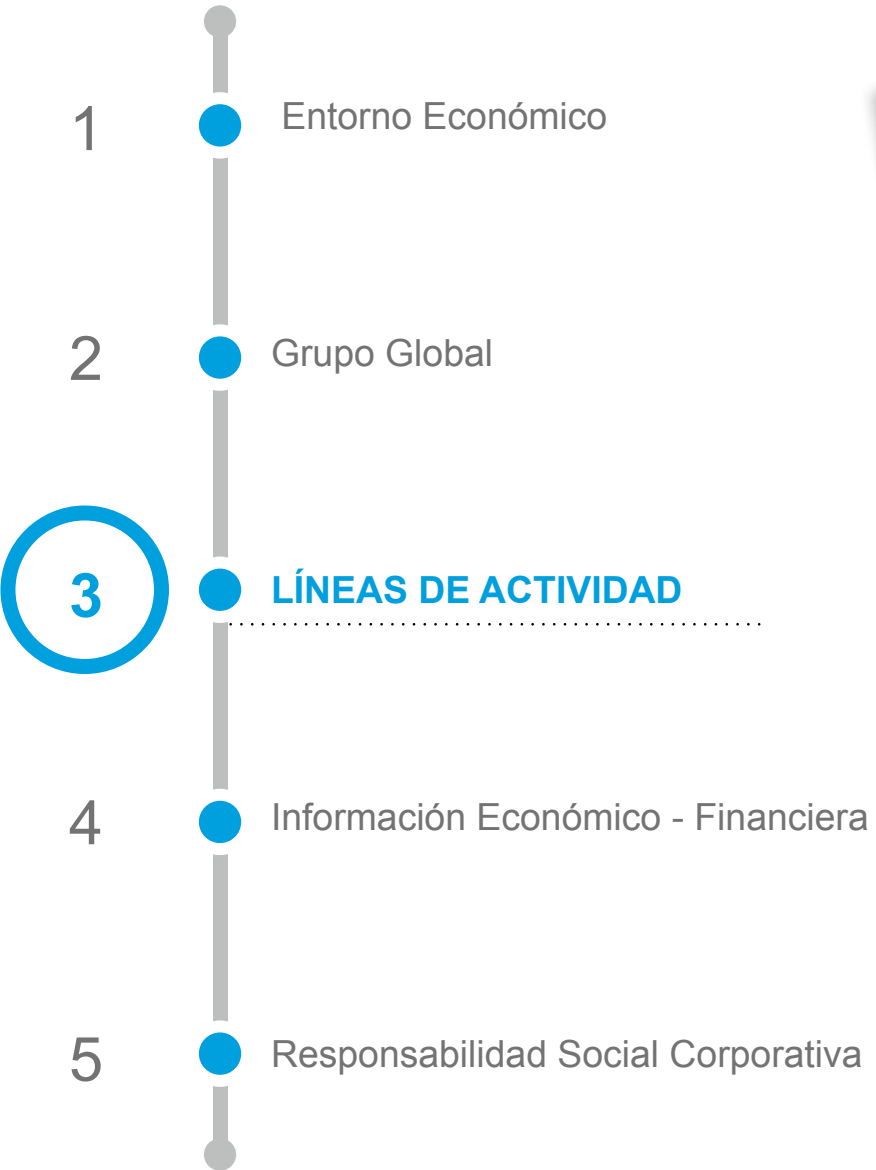 1 Entorno Económico
2 Grupo Global
3 LÍNEAS DE ACTIVIDAD
4 Información Económico - Financiera
5 Responsabilidad Social Corporativa